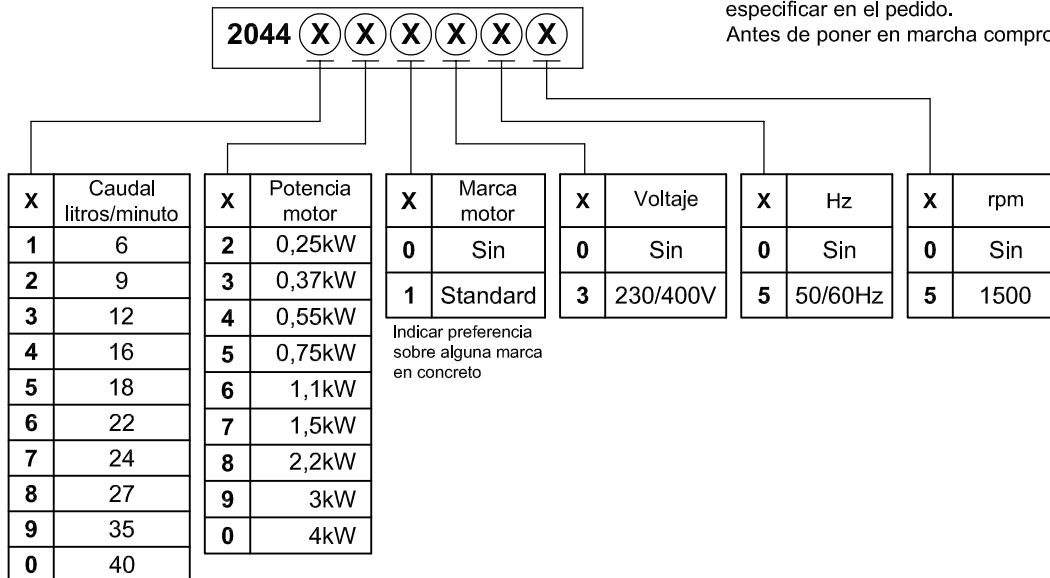 especificar en el pedido.
Antes de poner en marcha
2044 X X X X X X
X Caudal litros/minuto
1 6
2 9
3 12
4 16
5 18
6 22
7 24
8 27
9 35
0 40
X Potencia motor
2 0,25kW
3 0,37kW
4 0,55kW
5 0,75kW
6 1,1kW
7 1,5kW
8 2,2kW
9 3kW
0 4kW
X Marca motor
0 Sin
1 Standard
Indicar preferencia
sobre alguna marca
en concreto
X Voltaje
0 Sin
3 230/400V
X Hz
0 Sin
5 50/60Hz
X rpm
0 Sin
5 1500